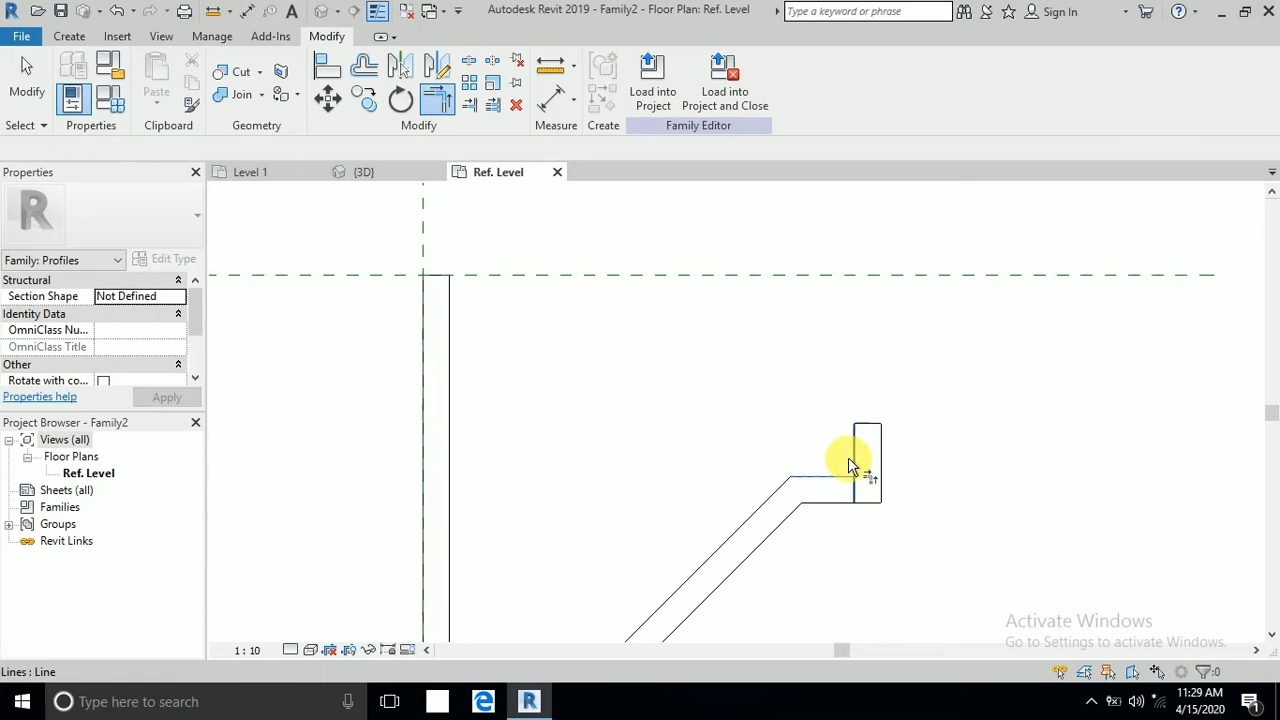 Autodesk Revit 2019 - Family2 - Floor Plan: Ref. Level
Type a keyword or phrase
Sign In
File
Create
Insert
View
Manage
Add-Ins
Modify
Modify
Paste
Cut
Join
Load into
Project
Load into
Project and Close
Select
Properties
Clipboard
Geometry
Modify
Measure
Create
Family Editor
Properties
Level 1
{3D}
Ref. Level
R
Family: Profiles
Edit Type
Structural
Section Shape
Not Defined
Identity Data
OmniClass Nu...
OmniClass Title
Other
Rotate with co...
Properties help
Apply
Project Browser - Family2
Views (all)
Floor Plans
Ref. Level
Sheets (all)
Families
Groups
Revit Links
Activate Windows
Go to Settings to activate Windows.
1 : 10
Lines : Line
:0
Type here to search
11:29 AM
4/15/2020